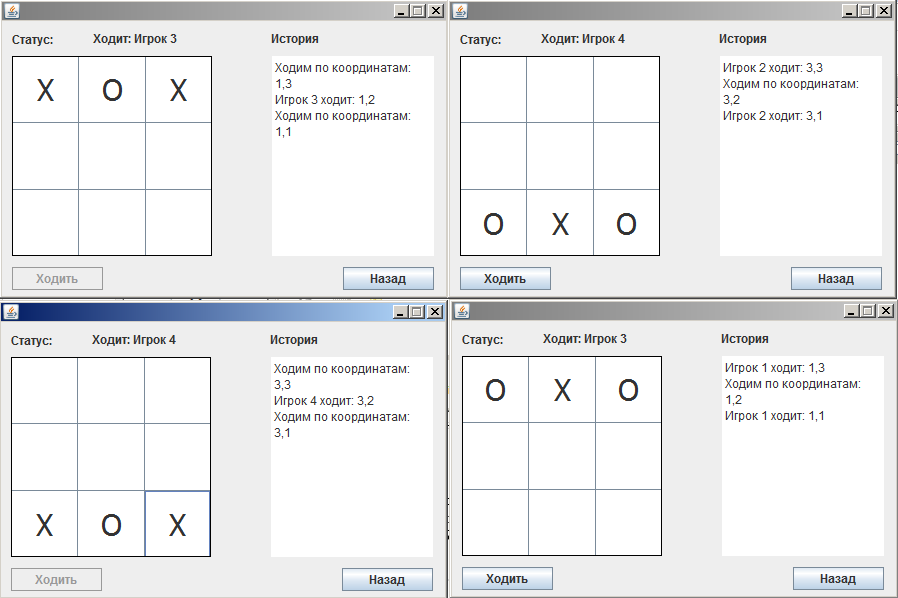 Статус: Ходит: Игрок 3 История
X O X
Ходим по координатам:
1,3
Игрок 3 ходит: 1,2
Ходим по координатам:
1,1
Ходить Назад
Статус: Ходит: Игрок 4 История
O X O
Игрок 2 ходит: 3,3
Ходим по координатам:
3,2
Игрок 2 ходит: 3,1
Ходить Назад
Статус: Ходит: Игрок 4 История
X O X
Ходим по координатам:
3,3
Игрок 4 ходит: 3,2
Ходим по координатам:
3,1
Ходить Назад
Статус: Ходит: Игрок 3 История
O X O
Игрок 1 ходит: 1,3
Ходим по координатам:
1,2
Игрок 1 ходит: 1,1
Ходить Назад